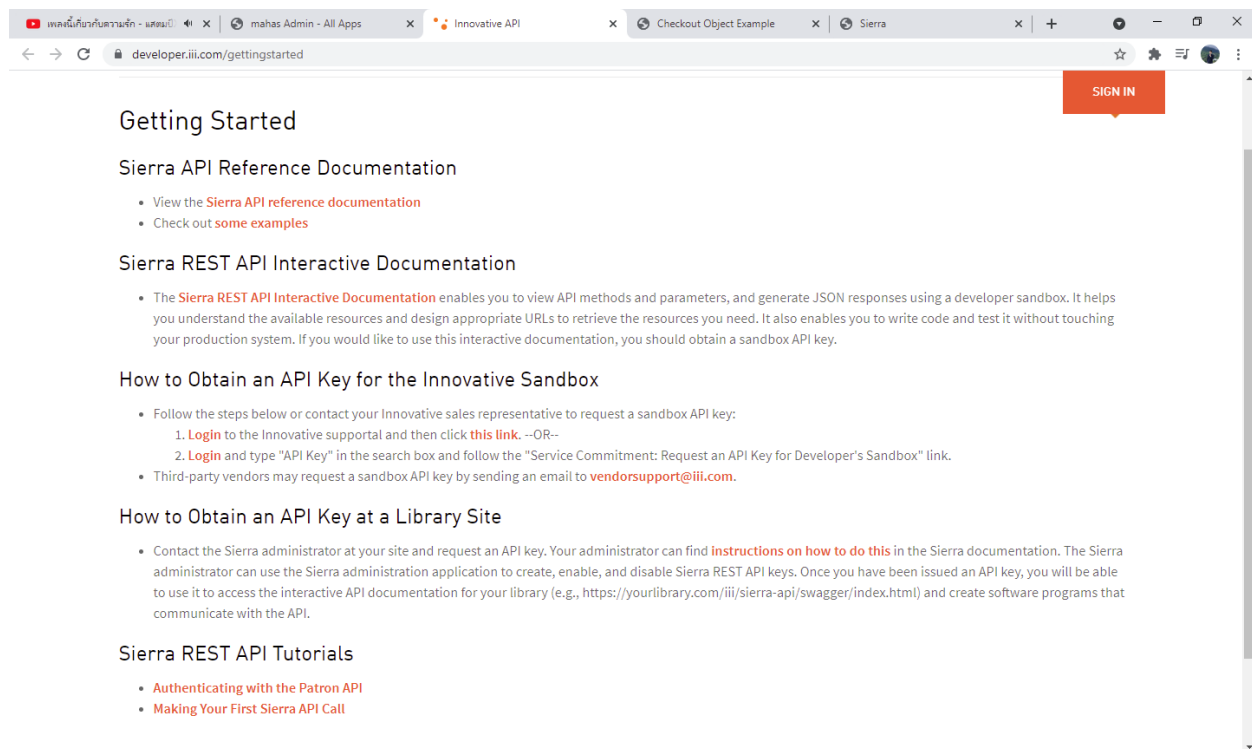 เพลงนี้เกี่ยวกับความรัก - แสตมป์
mahas Admin - All Apps
Innovative API
Checkout Object Example
Sierra
developer.iii.com/gettingstarted
SIGN IN
Getting Started
Sierra API Reference Documentation
• View the Sierra API reference documentation
• Check out some examples
Sierra REST API Interactive Documentation
• The Sierra REST API Interactive Documentation enables you to view API methods and parameters, and generate JSON responses using a developer sandbox. It helps
you understand the available resources and design appropriate URLs to retrieve the resources you need. It also enables you to write code and test it without touching
your production system. If you would like to use this interactive documentation, you should obtain a sandbox API key.
How to Obtain an API Key for the Innovative Sandbox
• Follow the steps below or contact your Innovative sales representative to request a sandbox API key:
1. Login to the Innovative supportal and then click this link. --OR--
2. Login and type "API Key" in the search box and follow the "Service Commitment: Request an API Key for Developer's Sandbox" link.
• Third-party vendors may request a sandbox API key by sending an email to vendorsupport@iii.com.
How to Obtain an API Key at a Library Site
• Contact the Sierra administrator at your site and request an API key. Your administrator can find instructions on how to do this in the Sierra documentation. The Sierra
administrator can use the Sierra administration application to create, enable, and disable Sierra REST API keys. Once you have been issued an API key, you will be able
to use it to access the interactive API documentation for your library (e.g., https://yourlibrary.com/iii/sierra-api/swagger/index.html) and create software programs that
communicate with the API.
Sierra REST API Tutorials
• Authenticating with the Patron API
• Making Your First Sierra API Call